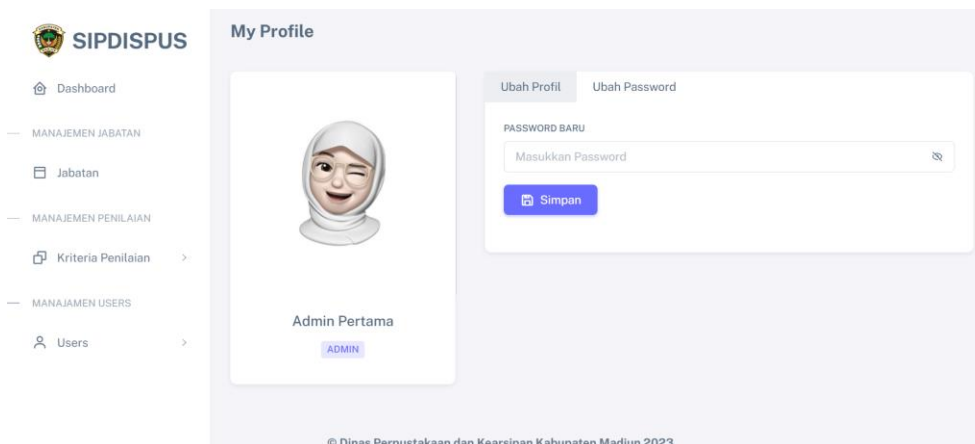 SIPDISPUS
Dashboard
MANAJEMEN JABATAN
Jabatan
MANAJEMEN PENILAIAN
Kriteria Penilaian
MANAJAMEN USERS
Users
My Profile
Admin Pertama
ADMIN
Ubah Profil Ubah Password
PASSWORD BARU
Masukkan Password
Simpan
© Dinas Perpustakaan dan Kearsipan Kabupaten Madiun 2023